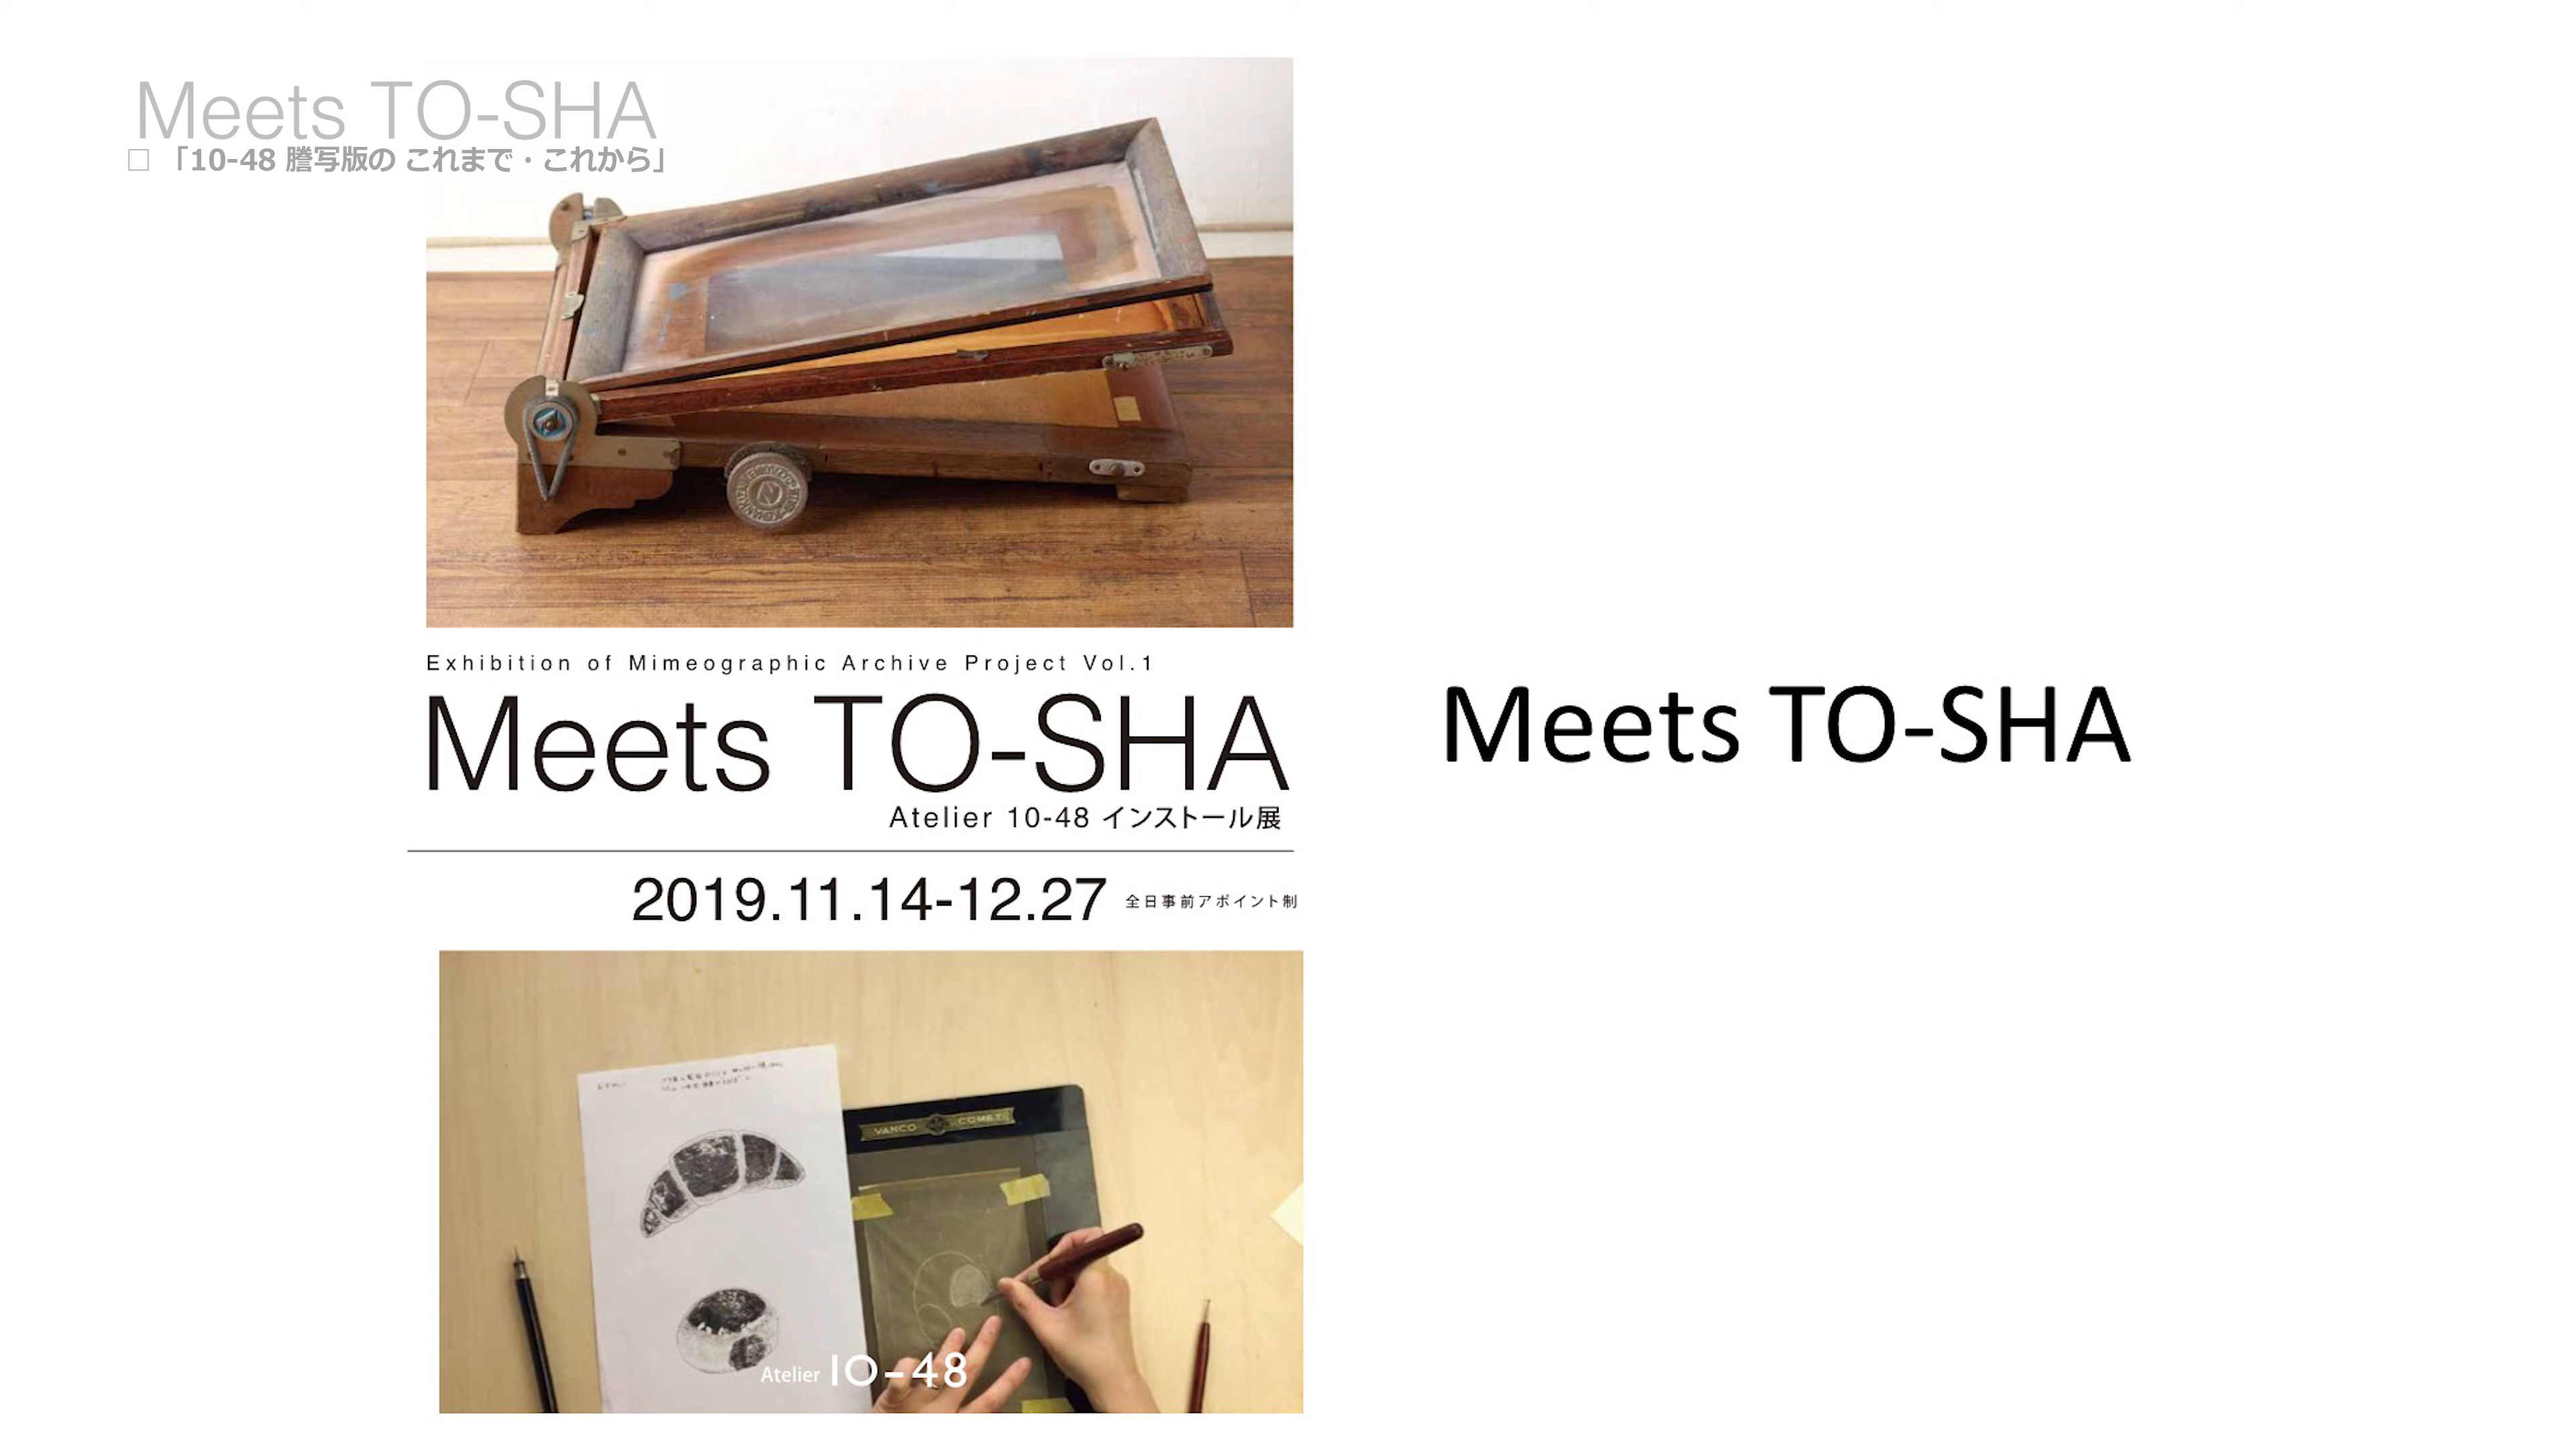 Meets TO-SHA
□ 「10-48 謄写版の これまで・これから」
Exhibition of Mimeographic Archive Project Vol.1
Meets TO-SHA
Atelier 10-48 インストール展
2019.11.14-12.27 全日事前アポイント制
VANCO COMET
Atelier 10-48
Meets TO-SHA